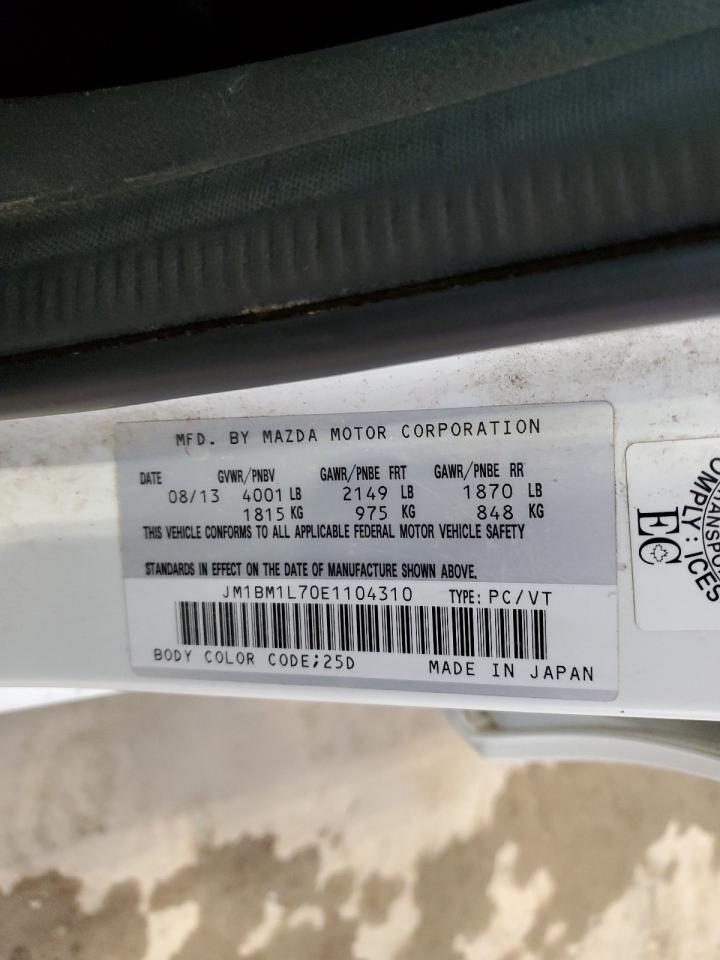 MFD. BY MAZDA MOTOR CORPORATION
DATE GVWR/PNBV GAWR/PNBE FRT GAWR/PNBE RR
08/13 4001 LB 2149 LB 1870 LB
1815 KG 975 KG 848 KG
THIS VEHICLE CONFORMS TO ALL APPLICABLE FEDERAL MOTOR VEHICLE SAFETY
STANDARDS IN EFFECT ON THE DATE OF MANUFACTURE SHOWN ABOVE.
JM1BM1L70E1104310 TYPE: PC/VT
BODY COLOR CODE;25D MADE IN JAPAN
EC